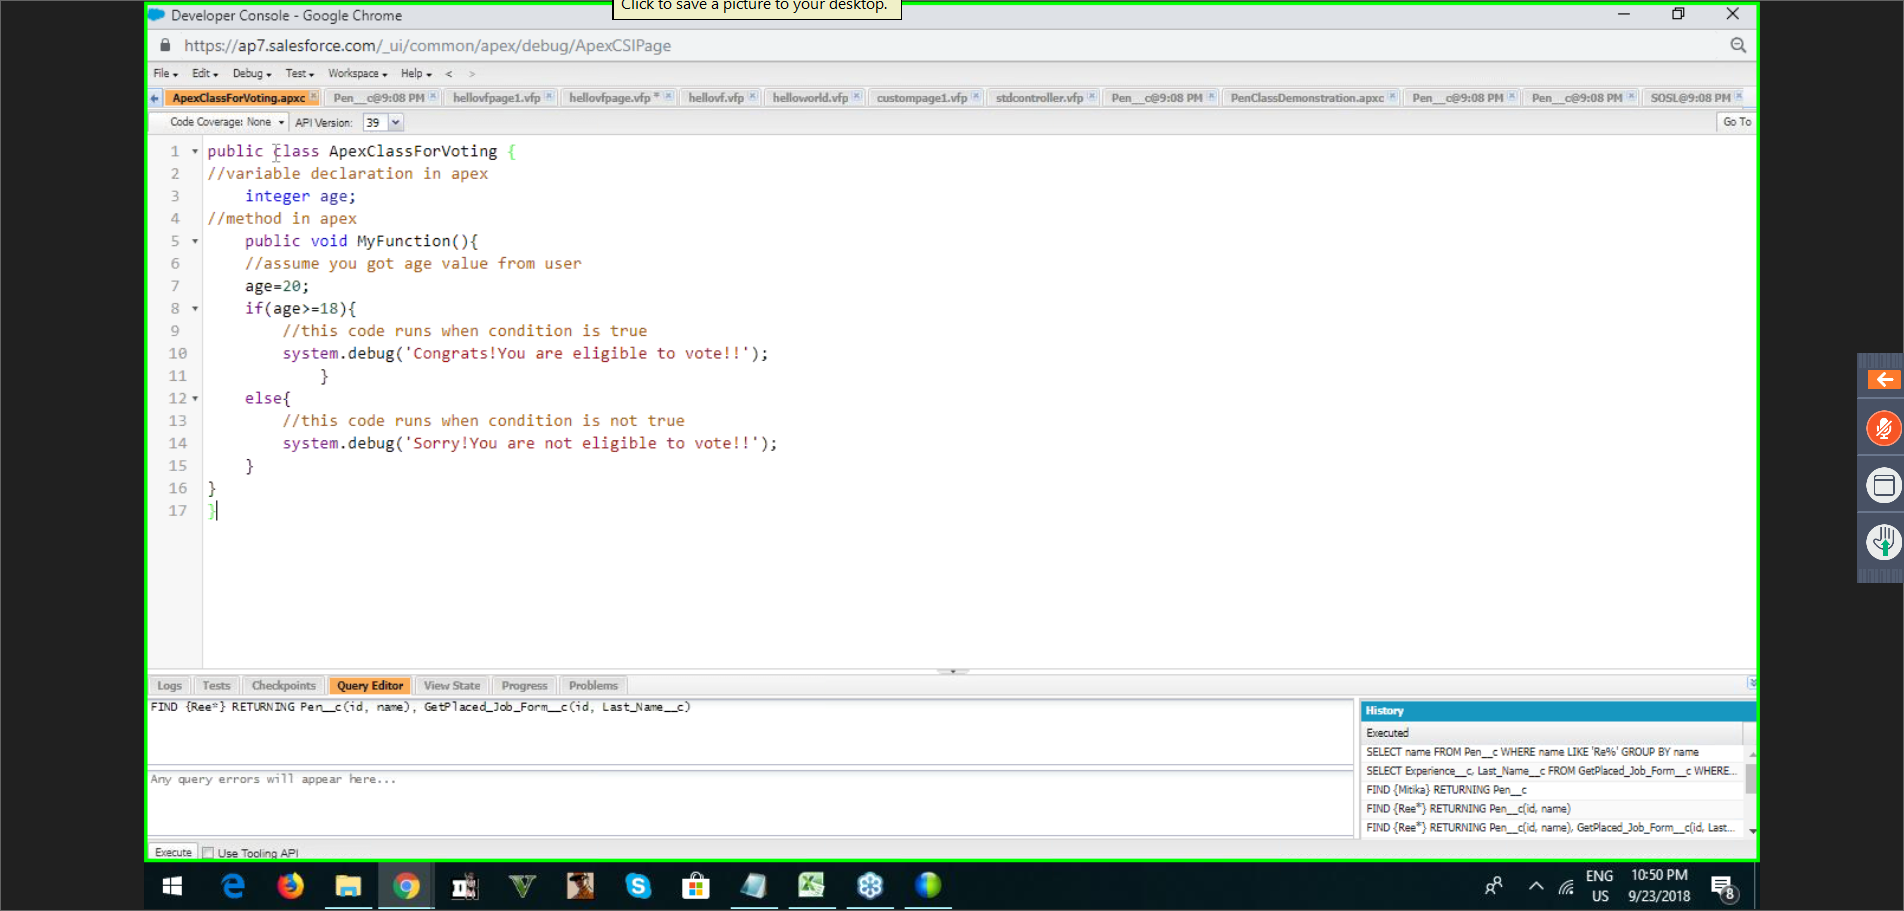 Click to save a picture to your desktop.
Developer Console - Google Chrome
https://ap7.salesforce.com/_ui/common/apex/debug/ApexCSIPage
File Edit Debug Test Workspace Help < >
ApexClassForVoting.apxc Pen__c@9:08 PM hellovfpage1.vfp hellovfpage.vfp * hellovf.vfp helloworld.vfp custompage1.vfp stdcontroller.vfp Pen__c@9:08 PM PenClassDemonstration.apxc Pen__c@9:08 PM Pen__c@9:08 PM SOSL@9:08 PM
Code Coverage: None API Version: 39 Go To
1 public class ApexClassForVoting {
2 //variable declaration in apex
3 integer age;
4 //method in apex
5 public void MyFunction(){
6 //assume you got age value from user
7 age=20;
8 if(age>=18){
9 //this code runs when condition is true
10 system.debug('Congrats!You are eligible to vote!!');
11 }
12 else{
13 //this code runs when condition is not true
14 system.debug('Sorry!You are not eligible to vote!!');
15 }
16 }
17 }
Logs Tests Checkpoints Query Editor View State Progress Problems
FIND {Ree*} RETURNING Pen__c(id, name), GetPlaced_Job_Form__c(id, Last_Name__c)
Any query errors will appear here...
History
Executed
SELECT name FROM Pen__c WHERE name LIKE 'Re%' GROUP BY name
SELECT Experience__c, Last_Name__c FROM GetPlaced_Job_Form__c WHERE...
FIND {Mitika} RETURNING Pen__c
FIND {Ree*} RETURNING Pen__c(id, name)
FIND {Ree*} RETURNING Pen__c(id, name), GetPlaced_Job_Form__c(id, Last...
Execute Use Tooling API
ENG
US
10:50 PM
9/23/2018
8